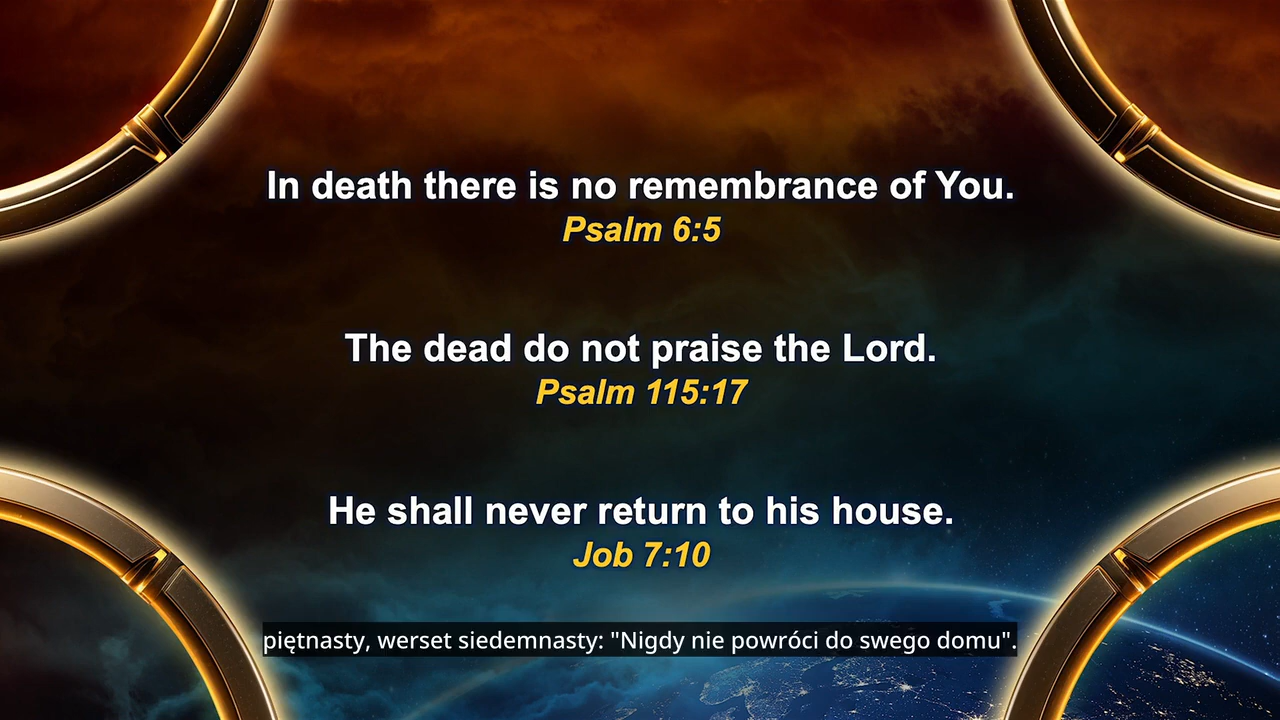 In death there is no remembrance of You.
Psalm 6:5
The dead do not praise the Lord.
Psalm 115:17
He shall never return to his house.
Job 7:10
piętnasty, werset siedemnasty: "Nigdy nie powróci do swego domu".